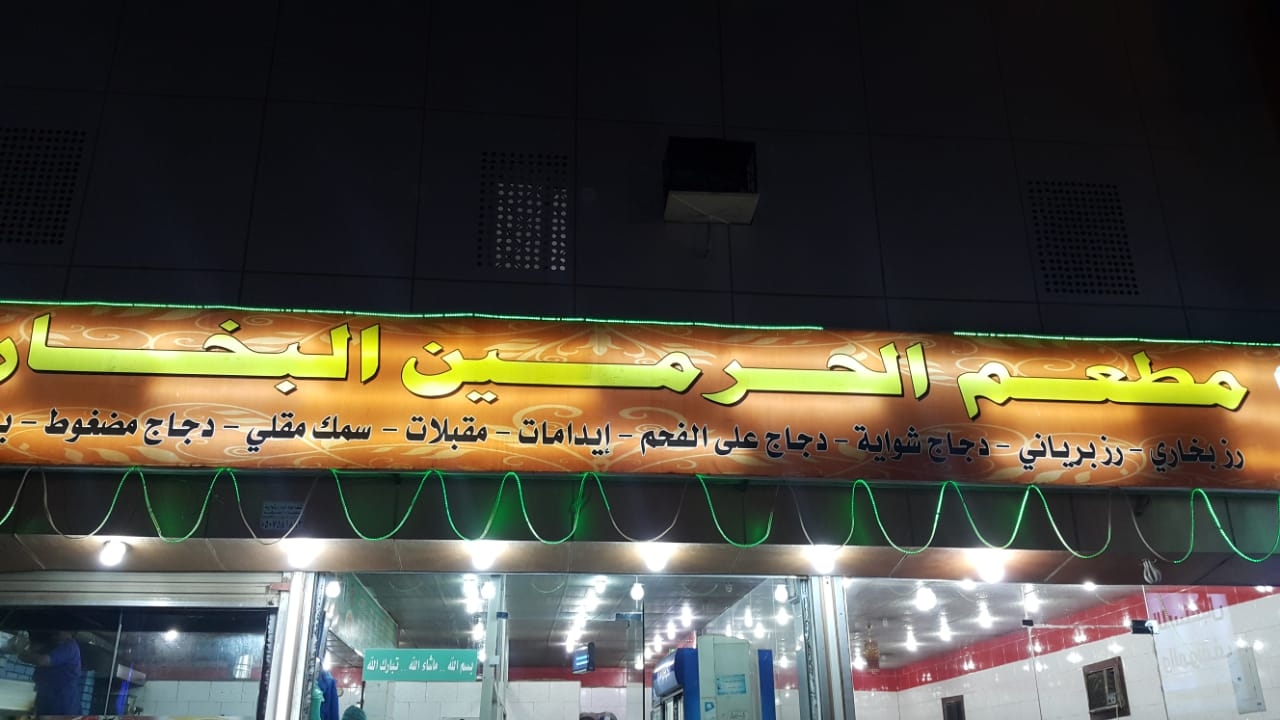 مطعم الحرمين البخار
رز بخاري - رز برياني - دجاج شواية - دجاج على الفحم - إيدامات - مقبلات - سمك مقلي - دجاج مضغوط -
بسم الله .. ماشاء الله .. تبارك الله